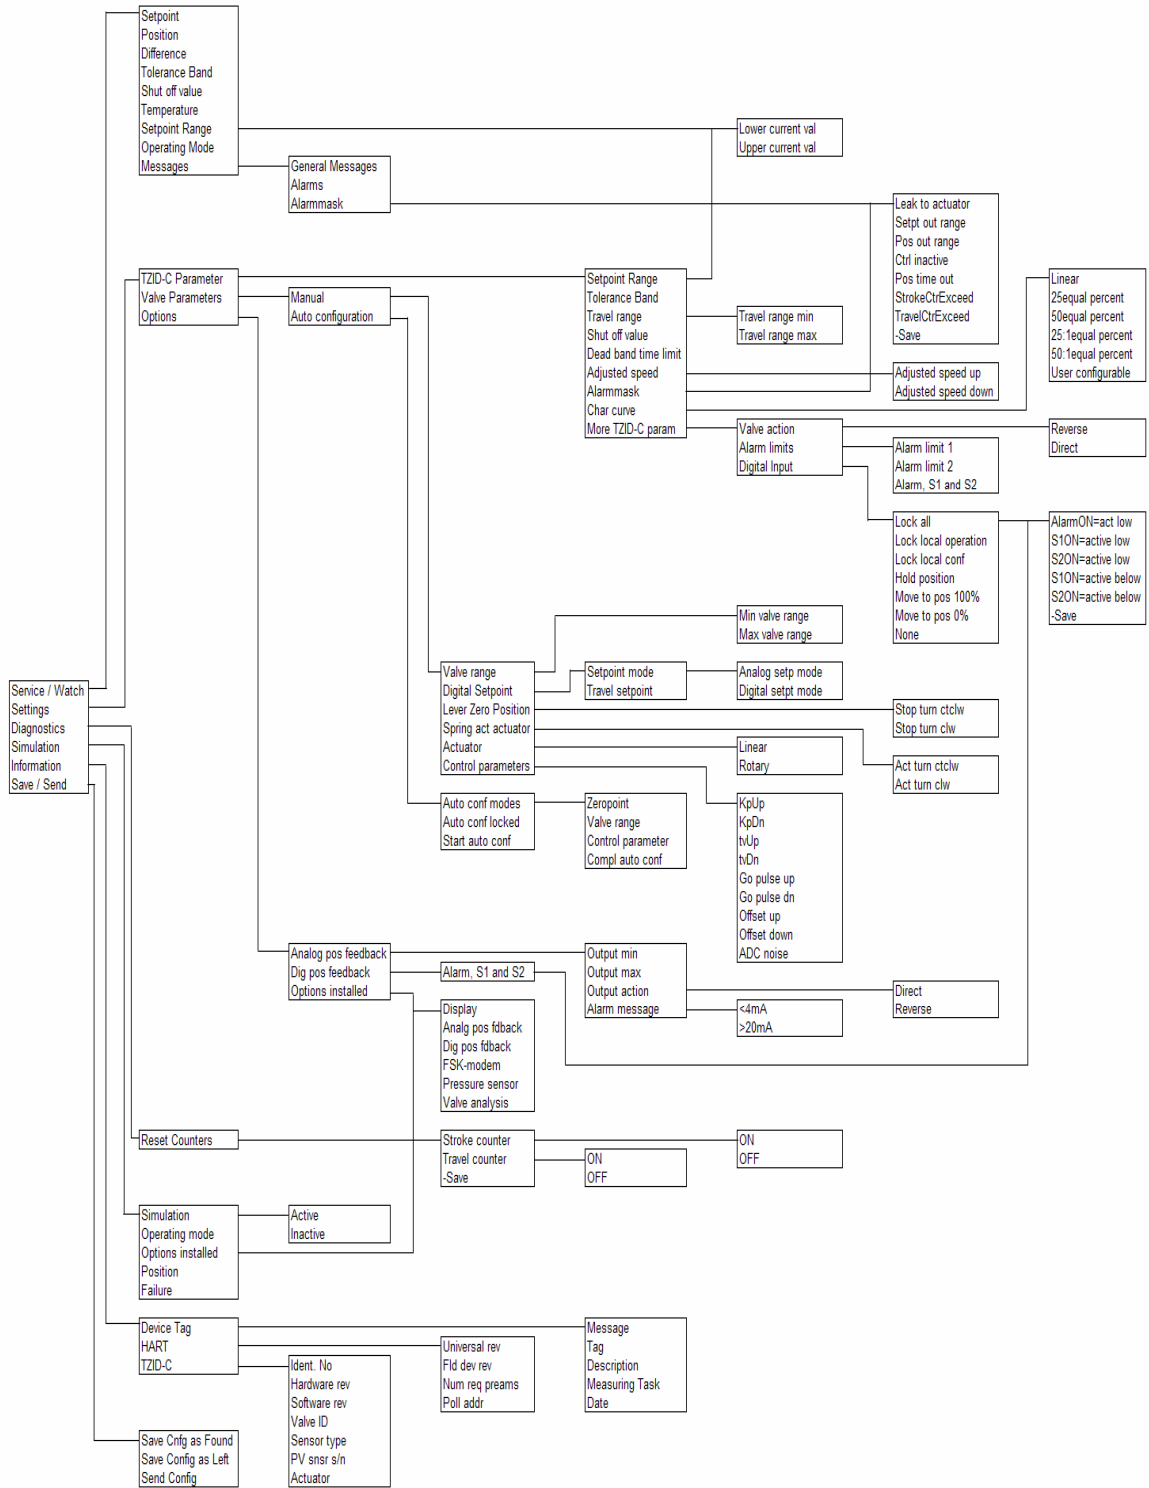 Service / Watch
Settings
Diagnostics
Simulation
Information
Save / Send
Setpoint
Position
Difference
Tolerance Band
Shut off value
Temperature
Setpoint Range
Operating Mode
Messages
Lower current val
Upper current val
General Messages
Alarms
Alarmmask
Leak to actuator
Setpt out range
Pos out range
Ctrl inactive
Pos time out
StrokeCtrExceed
TravelCtrExceed
-Save
TZID-C Parameter
Valve Parameters
Options
Manual
Auto configuration
Setpoint Range
Tolerance Band
Travel range
Shut off value
Dead band time limit
Adjusted speed
Alarmmask
Char curve
More TZID-C param
Travel range min
Travel range max
Linear
25equal percent
50equal percent
25:1equal percent
50:1equal percent
User configurable
Adjusted speed up
Adjusted speed down
Valve action
Alarm limits
Digital Input
Reverse
Direct
Alarm limit 1
Alarm limit 2
Alarm, S1 and S2
Lock all
Lock local operation
Lock local conf
Hold position
Move to pos 100%
Move to pos 0%
None
AlarmON=act low
S1ON=active low
S2ON=active low
S1ON=active below
S2ON=active below
-Save
Min valve range
Max valve range
Valve range
Digital Setpoint
Lever Zero Position
Spring act actuator
Actuator
Control parameters
Setpoint mode
Travel setpoint
Analog setp mode
Digital setpt mode
Stop turn ctclw
Stop turn clw
Linear
Rotary
Act turn ctclw
Act turn clw
Auto conf modes
Auto conf locked
Start auto conf
Zeropoint
Valve range
Control parameter
Compl auto conf
KpUp
KpDn
tvUp
tvDn
Go pulse up
Go pulse dn
Offset up
Offset down
ADC noise
Analog pos feedback
Dig pos feedback
Options installed
Alarm, S1 and S2
Output min
Output max
Output action
Alarm message
Direct
Reverse
<4mA
>20mA
Display
Analg pos fdback
Dig pos fdback
FSK-modem
Pressure sensor
Valve analysis
Reset Counters
Stroke counter
Travel counter
-Save
ON
OFF
ON
OFF
Simulation
Operating mode
Options installed
Position
Failure
Active
Inactive
Device Tag
HART
TZID-C
Message
Tag
Description
Measuring Task
Date
Universal rev
Fld dev rev
Num req preams
Poll addr
Ident. No
Hardware rev
Software rev
Valve ID
Sensor type
PV snsr s/n
Actuator
Save Cnfg as Found
Save Config as Left
Send Config